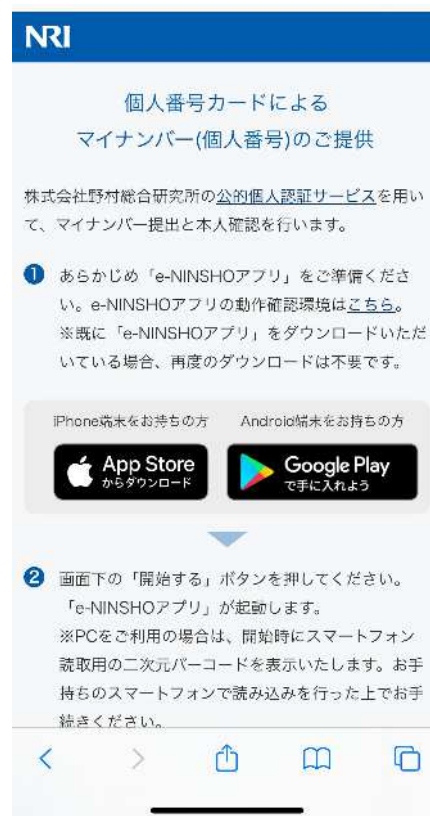 NRI
個人番号カードによる
マイナンバー(個人番号)のご提供
株式会社野村総合研究所の公的個人認証サービスを用い
て、マイナンバー提出と本人確認を行います。
1 あらかじめ「e-NINSHOアプリ」をご準備くださ
い。e-NINSHOアプリの動作確認環境はこちら。
※既に「e-NINSHOアプリ」をダウンロードいただ
いている場合、再度のダウンロードは不要です。
iPhone端末をお持ちの方 Android端末をお持ちの方
App Store Google Play
からダウンロード で手に入れよう
2 画面下の「開始する」ボタンを押してください。
「e-NINSHOアプリ」が起動します。
※PCをご利用の場合は、開始時にスマートフォン
読取用の二次元バーコードを表示いたします。お手
持ちのスマートフォンで読み込みを行った上でお手
続きください。